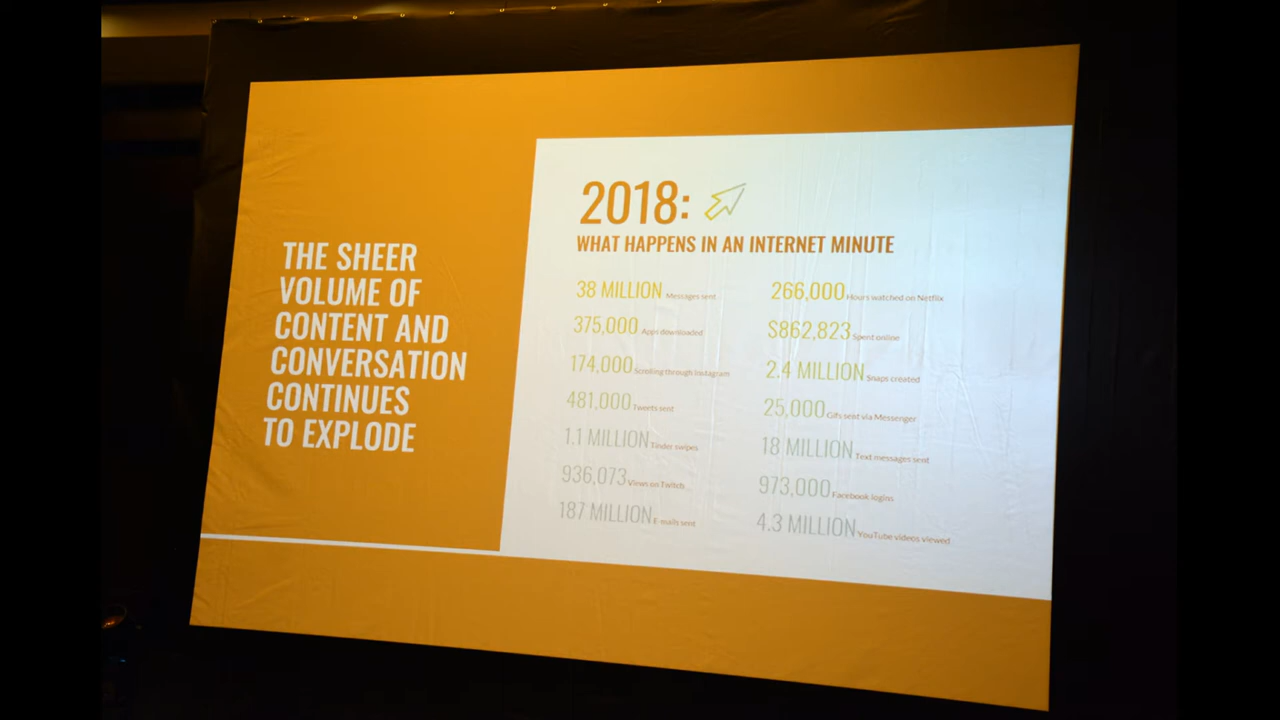 THE SHEER
VOLUME OF
CONTENT AND
CONVERSATION
CONTINUES
TO EXPLODE
2018:
WHAT HAPPENS IN AN INTERNET MINUTE
38 MILLION Messages sent
375,000 Apps downloaded
174,000 Scrolling through Instagram
481,000 Tweets sent
1.1 MILLION Tinder swipes
936,073 Views on Twitch
187 MILLION E-mails sent
266,000 Hours watched on Netflix
$862,823 Spent online
2.4 MILLION Snaps created
25,000 Gifs sent via Messenger
18 MILLION Text messages sent
973,000 Facebook logins
4.3 MILLION YouTube videos viewed